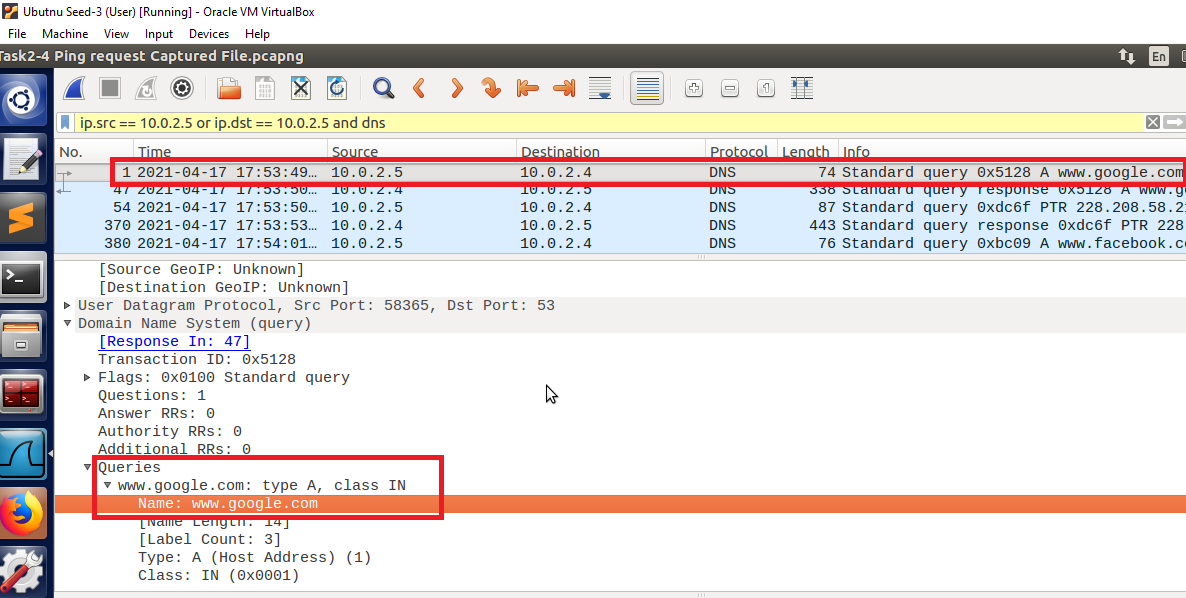 Ubutnu Seed-3 (User) [Running] - Oracle VM VirtualBox
File Machine View Input Devices Help
Task2-4 Ping request Captured File.pcapng En
ip.src == 10.0.2.5 or ip.dst == 10.0.2.5 and dns
No. Time Source Destination Protocol Length Info
1 2021-04-17 17:53:49… 10.0.2.5 10.0.2.4 DNS 74 Standard query 0x5128 A www.google.com
47 2021-04-17 17:53:50… 10.0.2.4 10.0.2.5 DNS 338 Standard query response 0x5128 A www.g
54 2021-04-17 17:53:50… 10.0.2.5 10.0.2.4 DNS 87 Standard query 0xdc6f PTR 228.208.58.2
370 2021-04-17 17:53:53… 10.0.2.4 10.0.2.5 DNS 443 Standard query response 0xdc6f PTR 228
380 2021-04-17 17:54:01… 10.0.2.5 10.0.2.4 DNS 76 Standard query 0xbc09 A www.facebook.c
[Source GeoIP: Unknown]
[Destination GeoIP: Unknown]
User Datagram Protocol, Src Port: 58365, Dst Port: 53
Domain Name System (query)
[Response In: 47]
Transaction ID: 0x5128
Flags: 0x0100 Standard query
Questions: 1
Answer RRs: 0
Authority RRs: 0
Additional RRs: 0
Queries
www.google.com: type A, class IN
Name: www.google.com
[Name Length: 14]
[Label Count: 3]
Type: A (Host Address) (1)
Class: IN (0x0001)